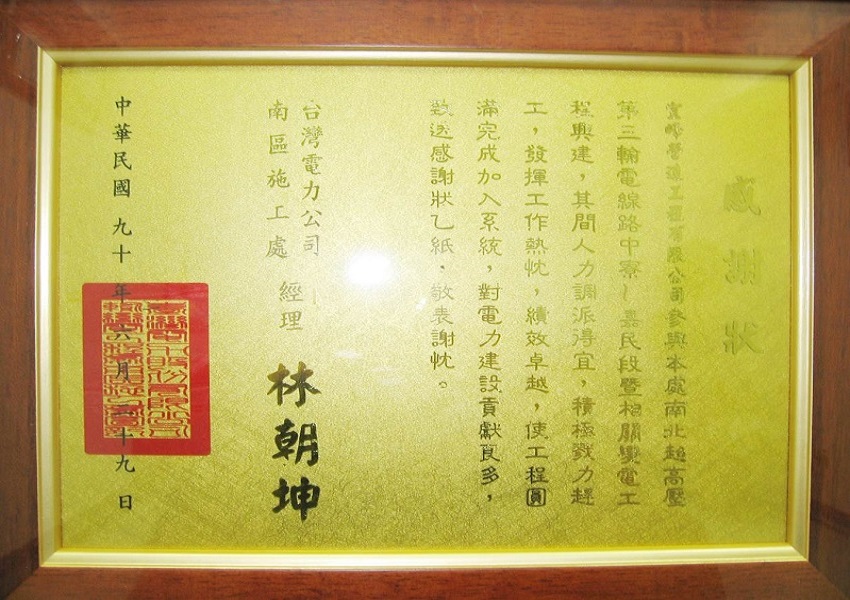 感謝狀
營造工程有限公司參與本處南北超高壓
第三輸電線路中寮~嘉民段暨相關變電工
程興建，其間人力調派得宜，積極戮力趕
工，發揮工作熱忱，績效卓越，使工程圓
滿完成加入系統，對電力建設貢獻良多，
致送感謝狀乙紙，敬表謝忱。
台灣電力公司
南區施工處 經理 林朝坤
中華民國九十年六月十九日